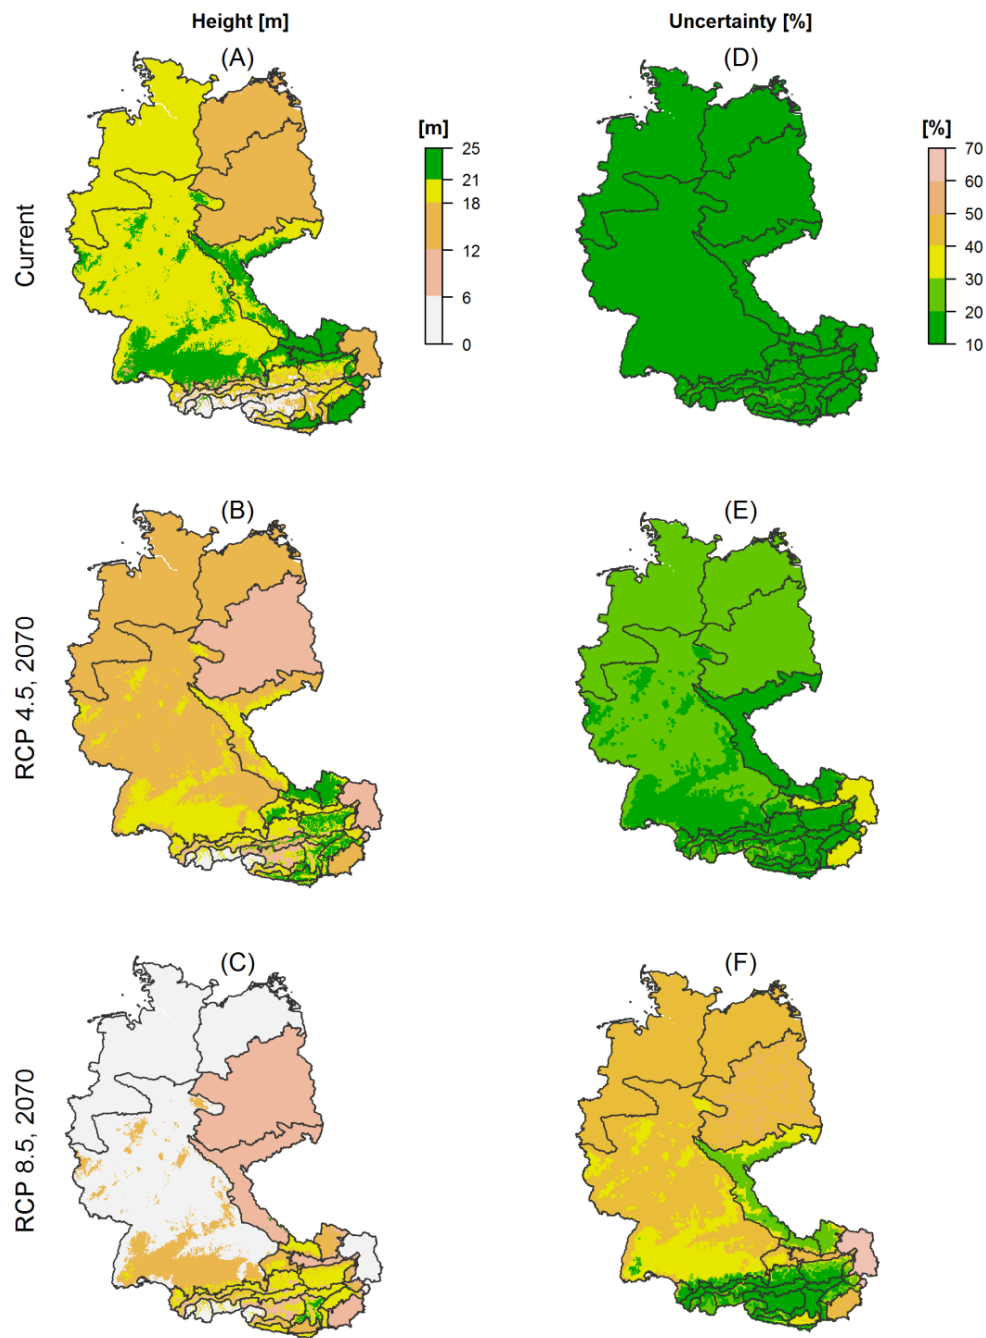 Height [m]
Uncertainty [%]
(A)
(D)
[m]
25
21
18
12
6
0
[%]
70
60
50
40
30
20
10
Current
(B)
(E)
RCP 4.5, 2070
(C)
(F)
RCP 8.5, 2070